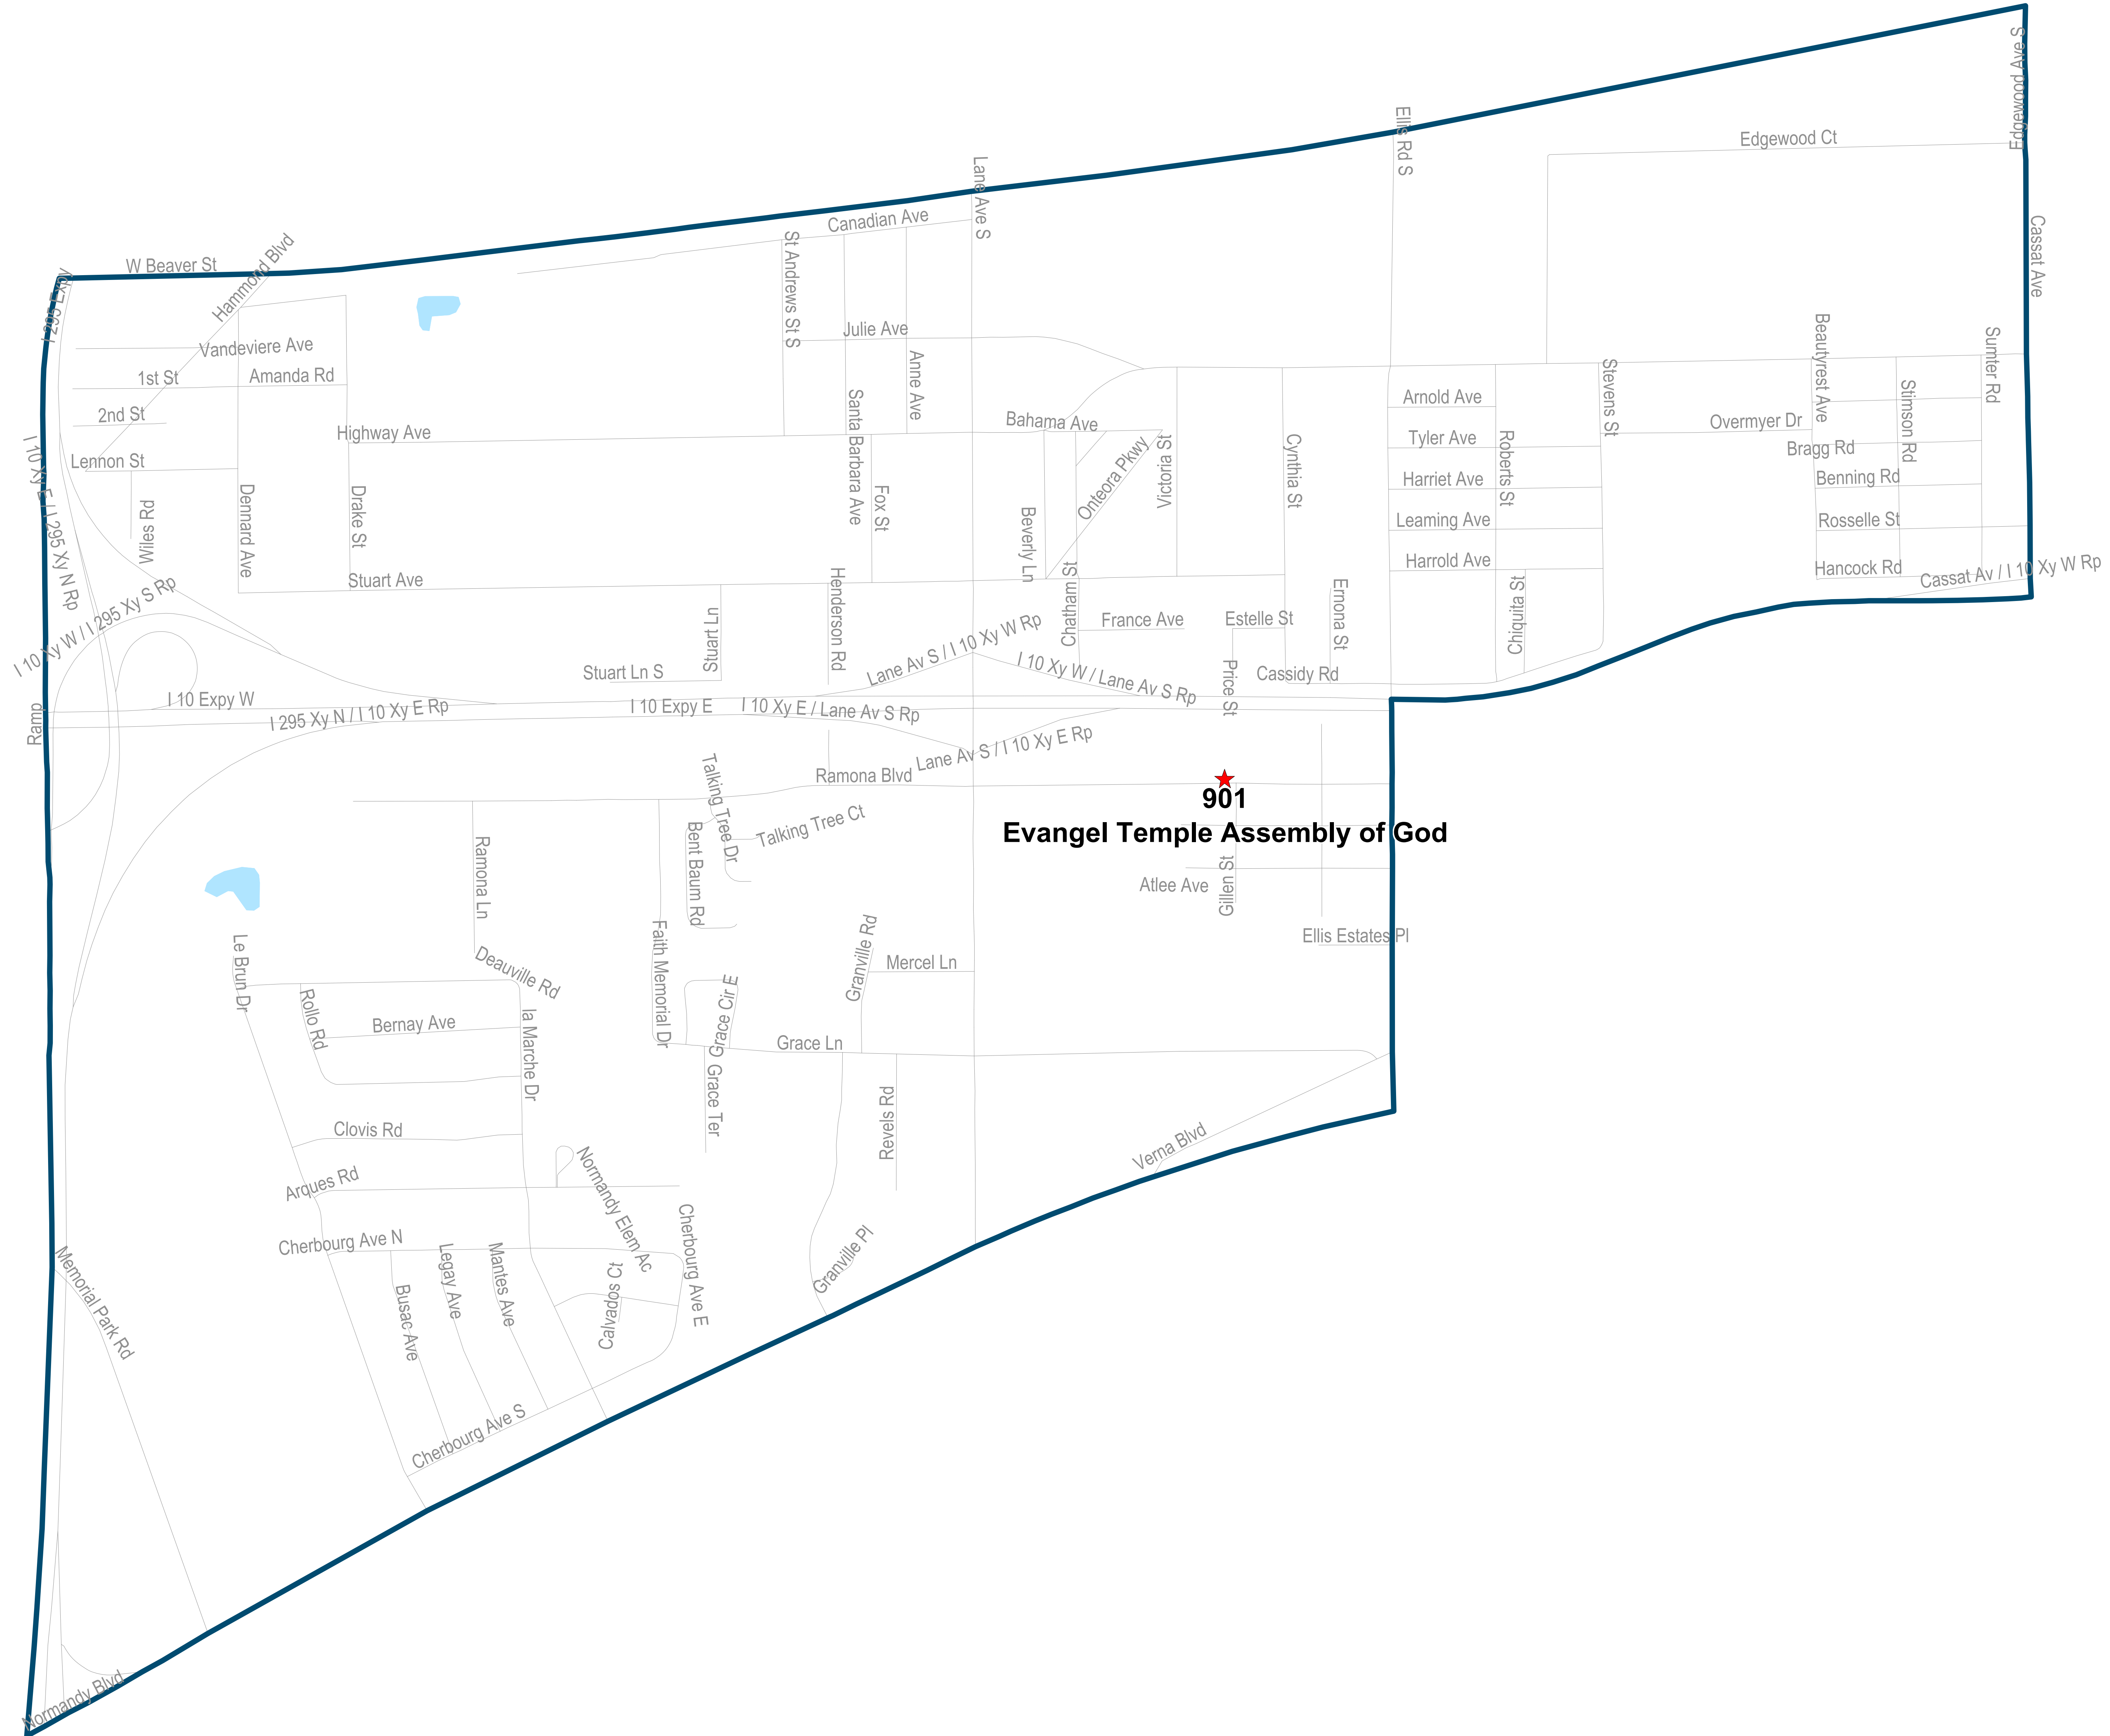 Edgewood Ave S
Ellis Rd S
Edgewood Ct
Lane Ave S
Canadian Ave
Cassat Ave
St Andrews St S
Hammond Blvd
W Beaver St
I 295 Expy
Julie Ave
Beautyrest Ave
Sumter Rd
Vandeviere Ave
Anne Ave
Stevens St
1st St
Amanda Rd
Stimson Rd
Santa Barbara Ave
Arnold Ave
2nd St
Bahama Ave
Overmyer Dr
Highway Ave
Onteora Pkwy
Victoria St
Cynthia St
Tyler Ave
Roberts St
Bragg Rd
Lennon St
I 10 Xy E / I 295 Xy N Rp
Harriet Ave
Benning Rd
Wiles Rd
Dennard Ave
Drake St
Fox St
Beverly Ln
Leaming Ave
Rosselle St
Harrold Ave
Hancock Rd
Cassat Av / I 10 Xy W Rp
Stuart Ave
Henderson Rd
Chatham St
Ernona St
Chiquita St
I 10 Xy W / I 295 Xy S Rp
Stuart Ln
France Ave
Estelle St
Lane Av S / I 10 Xy W Rp
Stuart Ln S
I 10 Xy W / Lane Av S Rp
Price St
Cassidy Rd
I 10 Expy W
I 295 Xy N / I 10 Xy E Rp
I 10 Expy E
I 10 Xy E / Lane Av S Rp
Ramp
Lane Av S / I 10 Xy E Rp
Ramona Blvd
901
Evangel Temple Assembly of God
Talking Tree Dr
Talking Tree Ct
Ramona Ln
Bent Baum Rd
Atlee Ave
Gillen St
Ellis Estates Pl
Le Brun Dr
Deauville Rd
Faith Memorial Dr
Granville Rd
Mercel Ln
Rollo Rd
Bernay Ave
la Marche Dr
Grace Cir E
Grace Ln
Grace Ter
Revels Rd
Clovis Rd
Verna Blvd
Arques Rd
Normandy Elem Ac
Cherbourg Ave N
Cherbourg Ave E
Legay Ave
Mantes Ave
Calvados Ct
Granville Pl
Memorial Park Rd
Busac Ave
Cherbourg Ave S
Normandy Blvd